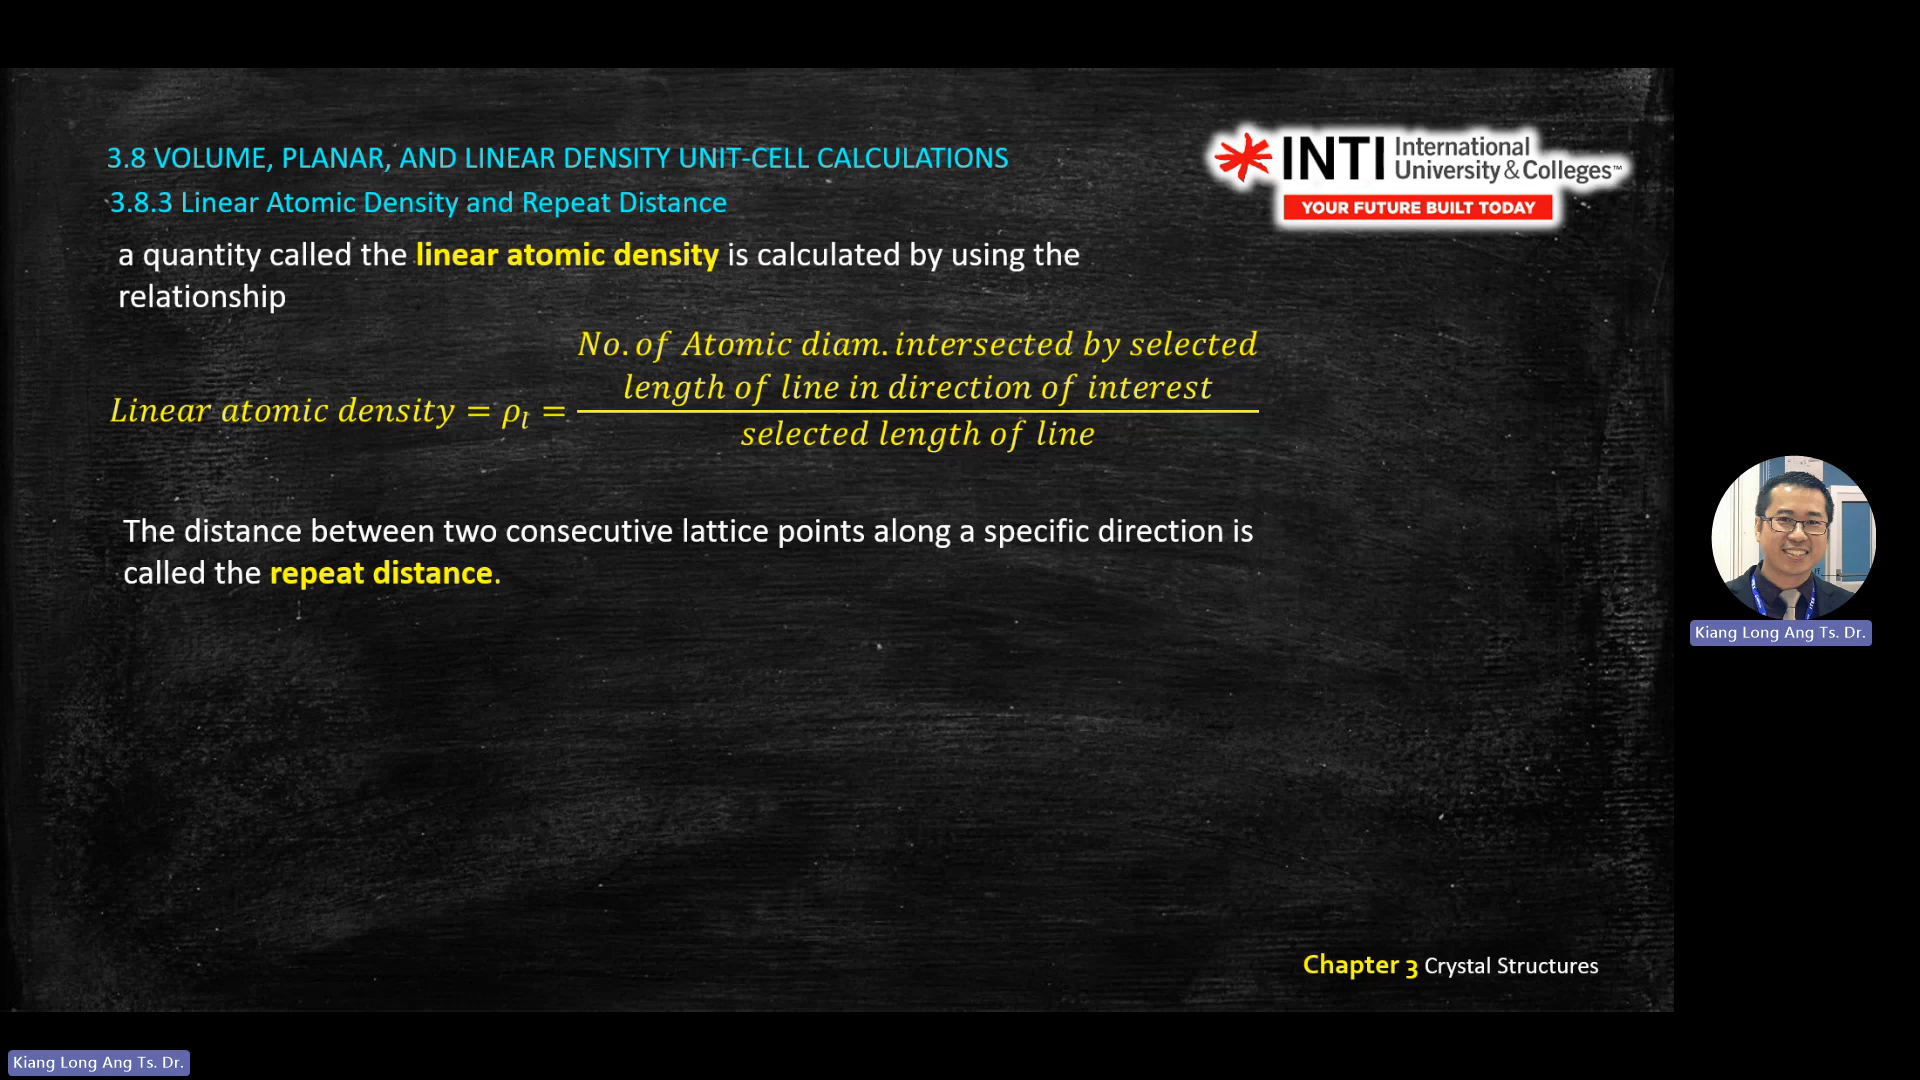 3.8 VOLUME, PLANAR, AND LINEAR DENSITY UNIT-CELL CALCULATIONS
3.8.3 Linear Atomic Density and Repeat Distance
INTI International
University & Colleges™
YOUR FUTURE BUILT TODAY
a quantity called the linear atomic density is calculated by using the
relationship
No. of Atomic diam. intersected by selected
length of line in direction of interest
Linear atomic density = ρₗ =
selected length of line
The distance between two consecutive lattice points along a specific direction is
called the repeat distance.
Kiang Long Ang Ts. Dr.
Chapter 3 Crystal Structures
Kiang Long Ang Ts. Dr.